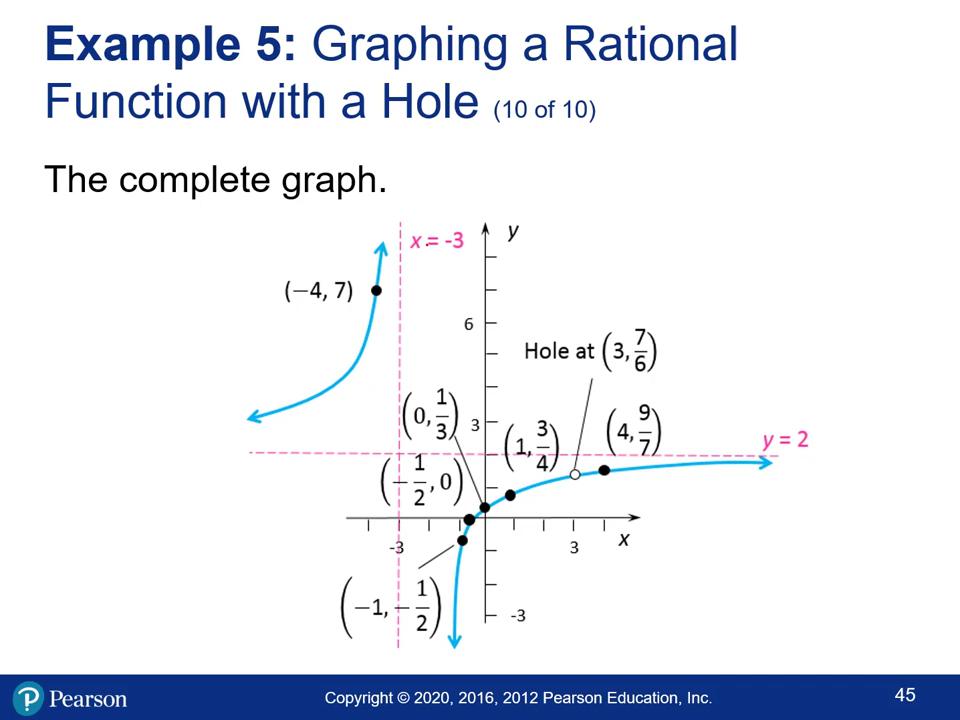 Example 5: Graphing a Rational
Function with a Hole (10 of 10)
The complete graph.
x = -3
y
(−4, 7)
6
Hole at (3, 7/6)
(0, 1/3)
3
(1, 3/4)
(4, 9/7)
y = 2
(−1/2, 0)
-3
3
x
(−1, −1/2)
-3
Pearson
Copyright © 2020, 2016, 2012 Pearson Education, Inc.
45